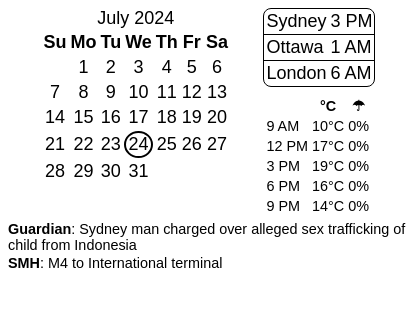 July 2024
Su Mo Tu We Th Fr Sa
1 2 3 4 5 6
7 8 9 10 11 12 13
14 15 16 17 18 19 20
21 22 23 24 25 26 27
28 29 30 31
Sydney 3 PM
Ottawa 1 AM
London 6 AM
°C ☂
9 AM 10°C 0%
12 PM 17°C 0%
3 PM 19°C 0%
6 PM 16°C 0%
9 PM 14°C 0%
Guardian: Sydney man charged over alleged sex trafficking of
child from Indonesia
SMH: M4 to International terminal